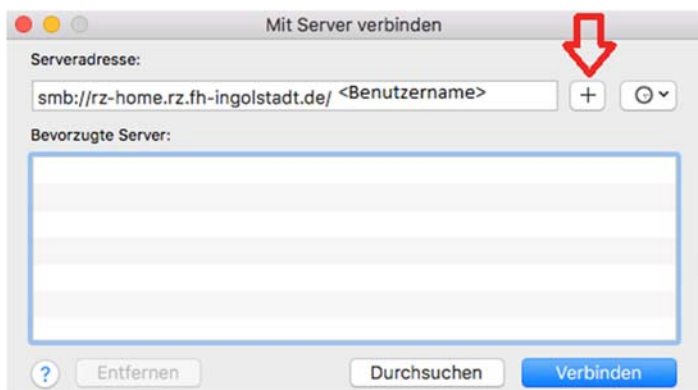 Mit Server verbinden
Serveradresse:
smb://rz-home.rz.fh-ingolstadt.de/ <Benutzername>
+
Bevorzugte Server:
?
Entfernen
Durchsuchen
Verbinden